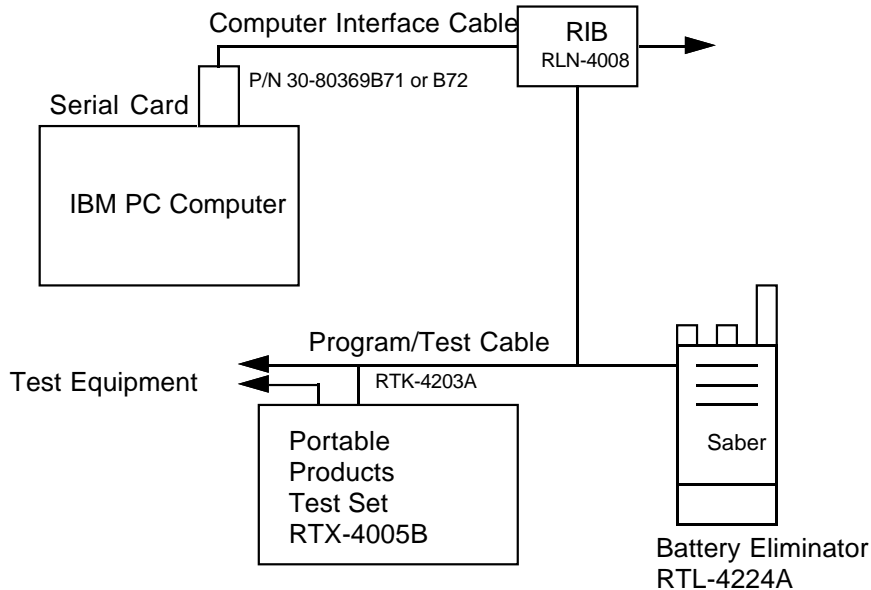 Computer Interface Cable
RIB
RLN-4008
P/N 30-80369B71 or B72
Serial Card
IBM PC Computer
Program/Test Cable
RTK-4203A
Test Equipment
Portable
Products
Test Set
RTX-4005B
Saber
Battery Eliminator
RTL-4224A